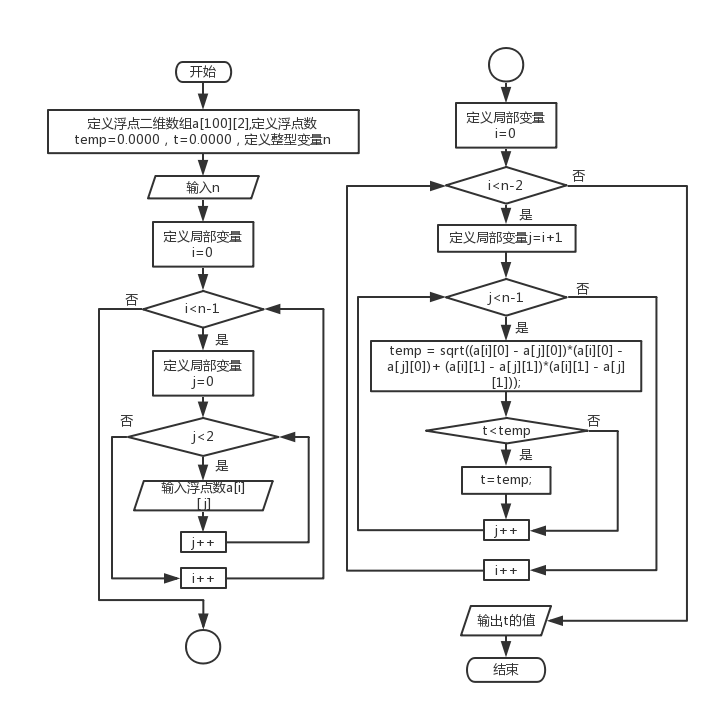 开始
定义浮点二维数组a[100][2],定义浮点数
temp=0.0000，t=0.0000，定义整型变量n
输入n
定义局部变量
i=0
否
i<n-1
是
定义局部变量
j=0
否
j<2
是
输入浮点数a[i]
[j]
j++
i++
定义局部变量
i=0
i<n-2
否
是
定义局部变量j=i+1
j<n-1
否
是
temp = sqrt((a[i][0] - a[j][0])*(a[i][0] -
a[j][0])+ (a[i][1] - a[j][1])*(a[i][1] - a[j]
[1]));
t<temp
否
是
t=temp;
j++
i++
输出t的值
结束